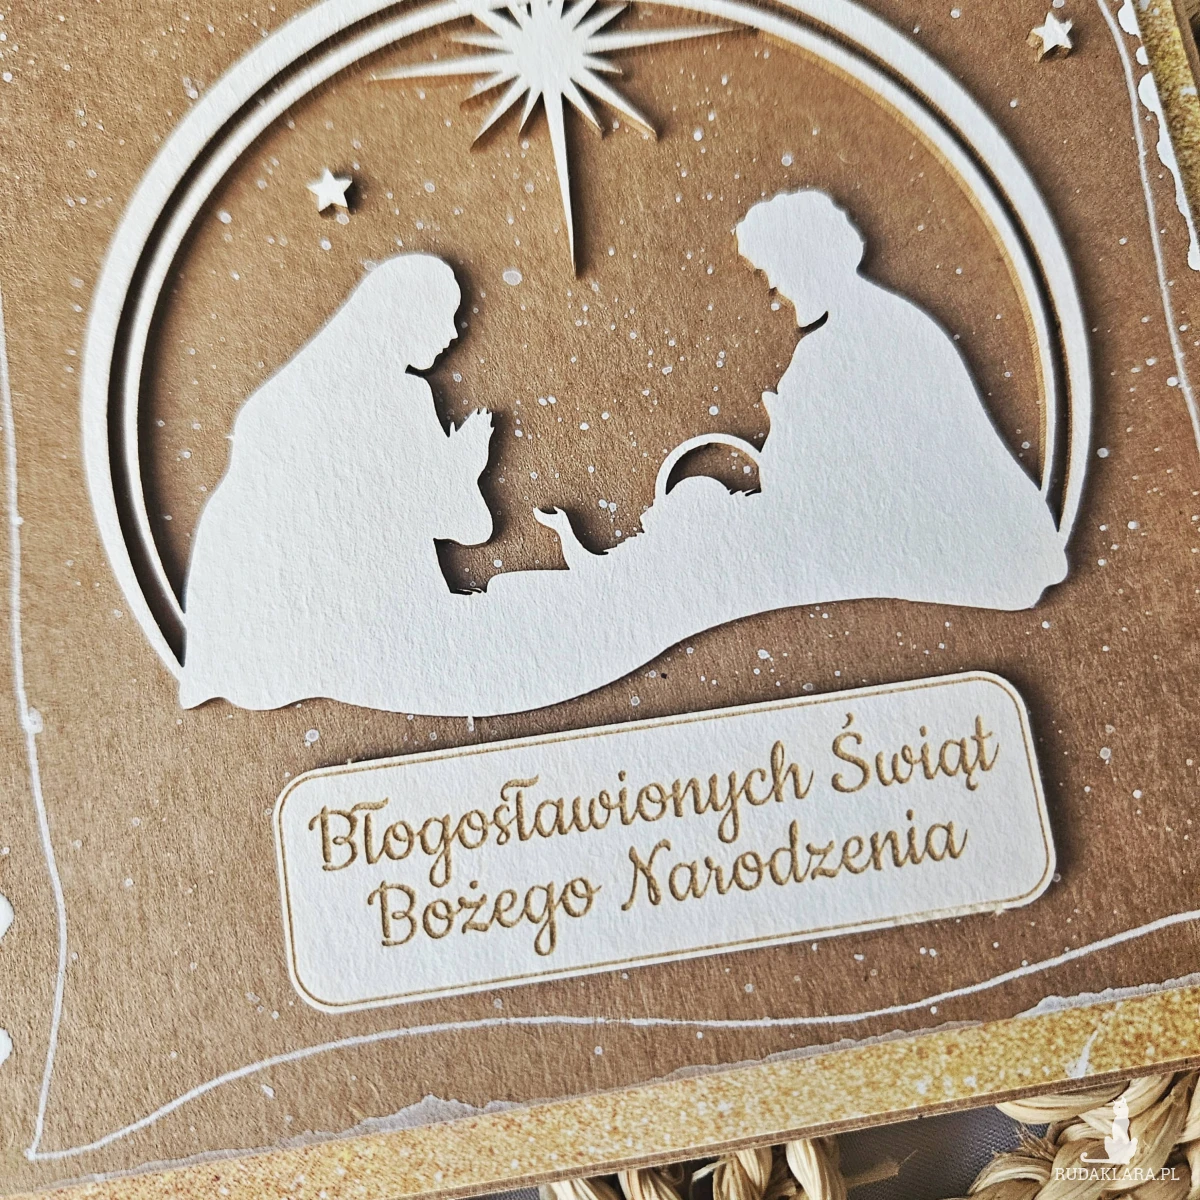 Błogosławionych Świąt
Bożego Narodzenia
RUDAKLARA.PL